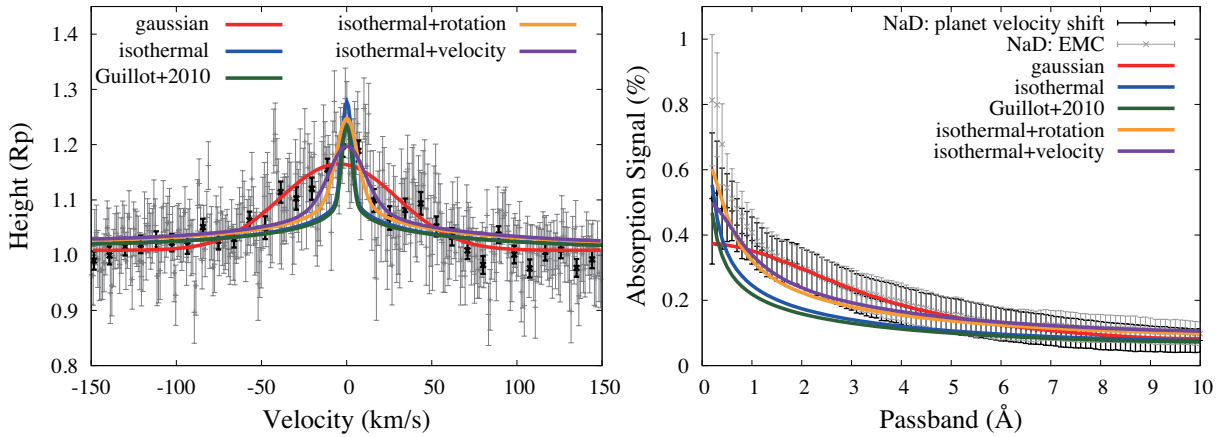 gaussian
isothermal
Guillot+2010
isothermal+rotation
isothermal+velocity
Height (Rp)
1.4
1.3
1.2
1.1
1.0
0.9
0.8
-150 -100 -50 0 50 100 150
Velocity (km/s)
NaD: planet velocity shift
NaD: EMC
gaussian
isothermal
Guillot+2010
isothermal+rotation
isothermal+velocity
Absorption Signal (%)
1
0.8
0.6
0.4
0.2
0
0 1 2 3 4 5 6 7 8 9 10
Passband (Å)